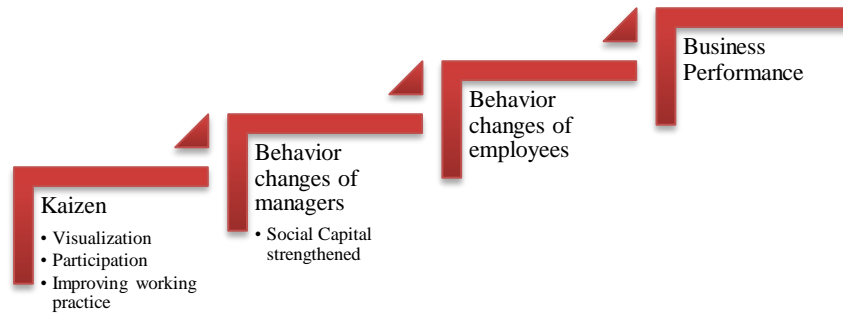 Kaizen
• Visualization
• Participation
• Improving working
practice
Behavior
changes of
managers
• Social Capital
strengthened
Behavior
changes of
employees
Business
Performance